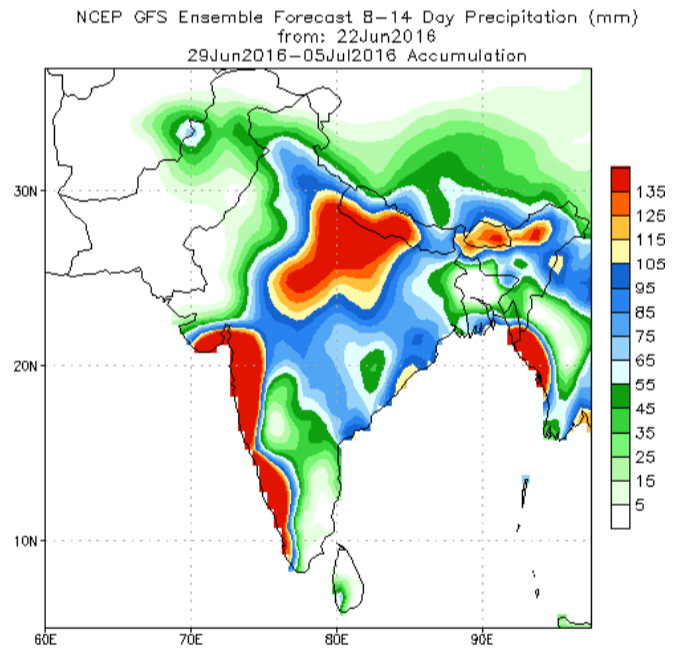 NCEP GFS Ensemble Forecast 8-14 Day Precipitation (mm)
from: 22Jun2016
29Jun2016-05Jul2016 Accumulation
30N
20N
10N
60E
70E
80E
90E
135
125
115
105
95
85
75
65
55
45
35
25
15
5